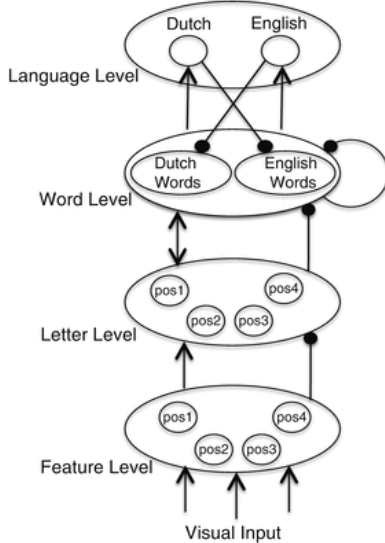 Dutch English
Language Level
Dutch Words
English Words
Word Level
pos1 pos4
pos2 pos3
Letter Level
pos1 pos4
pos2 pos3
Feature Level
Visual Input